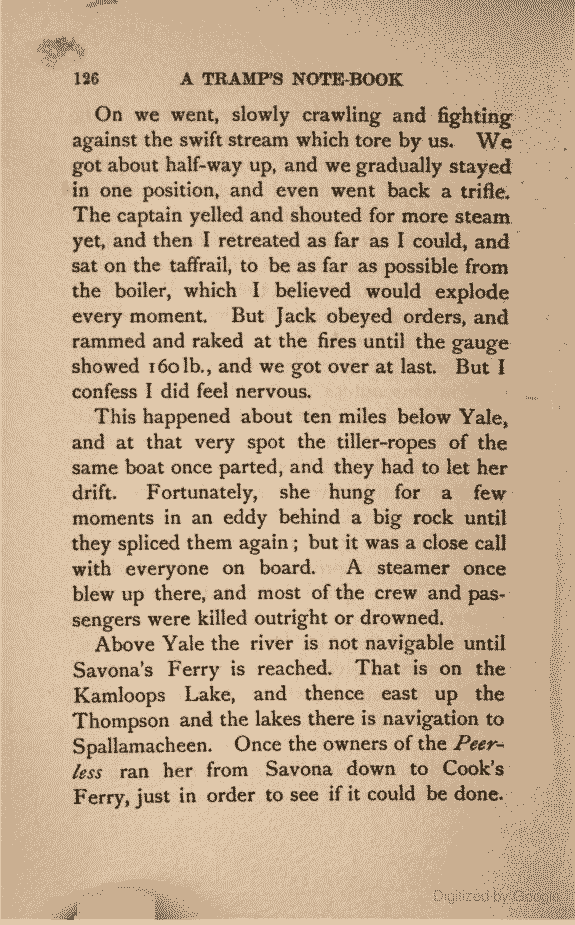 126 A TRAMP'S NOTE-BOOK
On we went, slowly crawling and fighting
against the swift stream which tore by us. We
got about half-way up, and we gradually stayed
in one position, and even went back a trifle.
The captain yelled and shouted for more steam
yet, and then I retreated as far as I could, and
sat on the taffrail, to be as far as possible from
the boiler, which I believed would explode
every moment. But Jack obeyed orders, and
rammed and raked at the fires until the gauge
showed 160lb., and we got over at last. But I
confess I did feel nervous.
This happened about ten miles below Yale,
and at that very spot the tiller-ropes of the
same boat once parted, and they had to let her
drift. Fortunately, she hung for a few
moments in an eddy behind a big rock until
they spliced them again; but it was a close call
with everyone on board. A steamer once
blew up there, and most of the crew and pas-
sengers were killed outright or drowned.
Above Yale the river is not navigable until
Savona's Ferry is reached. That is on the
Kamloops Lake, and thence east up the
Thompson and the lakes there is navigation to
Spallamacheen. Once the owners of the Peer-
less ran her from Savona down to Cook's
Ferry, just in order to see if it could be done.
Digitized by Google